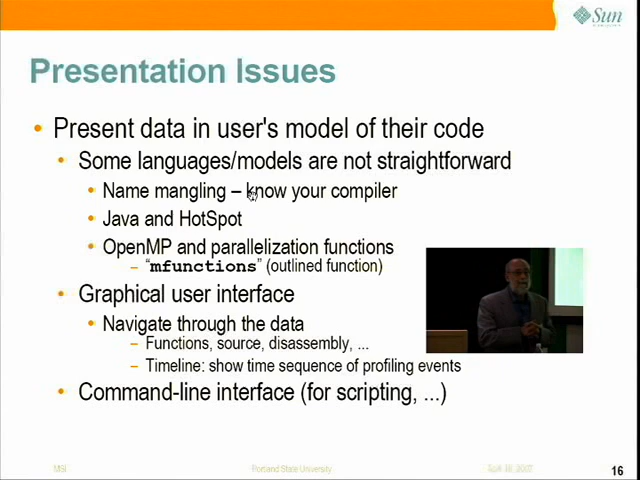 Sun
Presentation Issues
• Present data in user's model of their code
• Some languages/models are not straightforward
• Name mangling – know your compiler
• Java and HotSpot
• OpenMP and parallelization functions
– “mfunctions” (outlined function)
• Graphical user interface
• Navigate through the data
– Functions, source, disassembly, ...
– Timeline: show time sequence of profiling events
• Command-line interface (for scripting, ...)
Portland State University
16